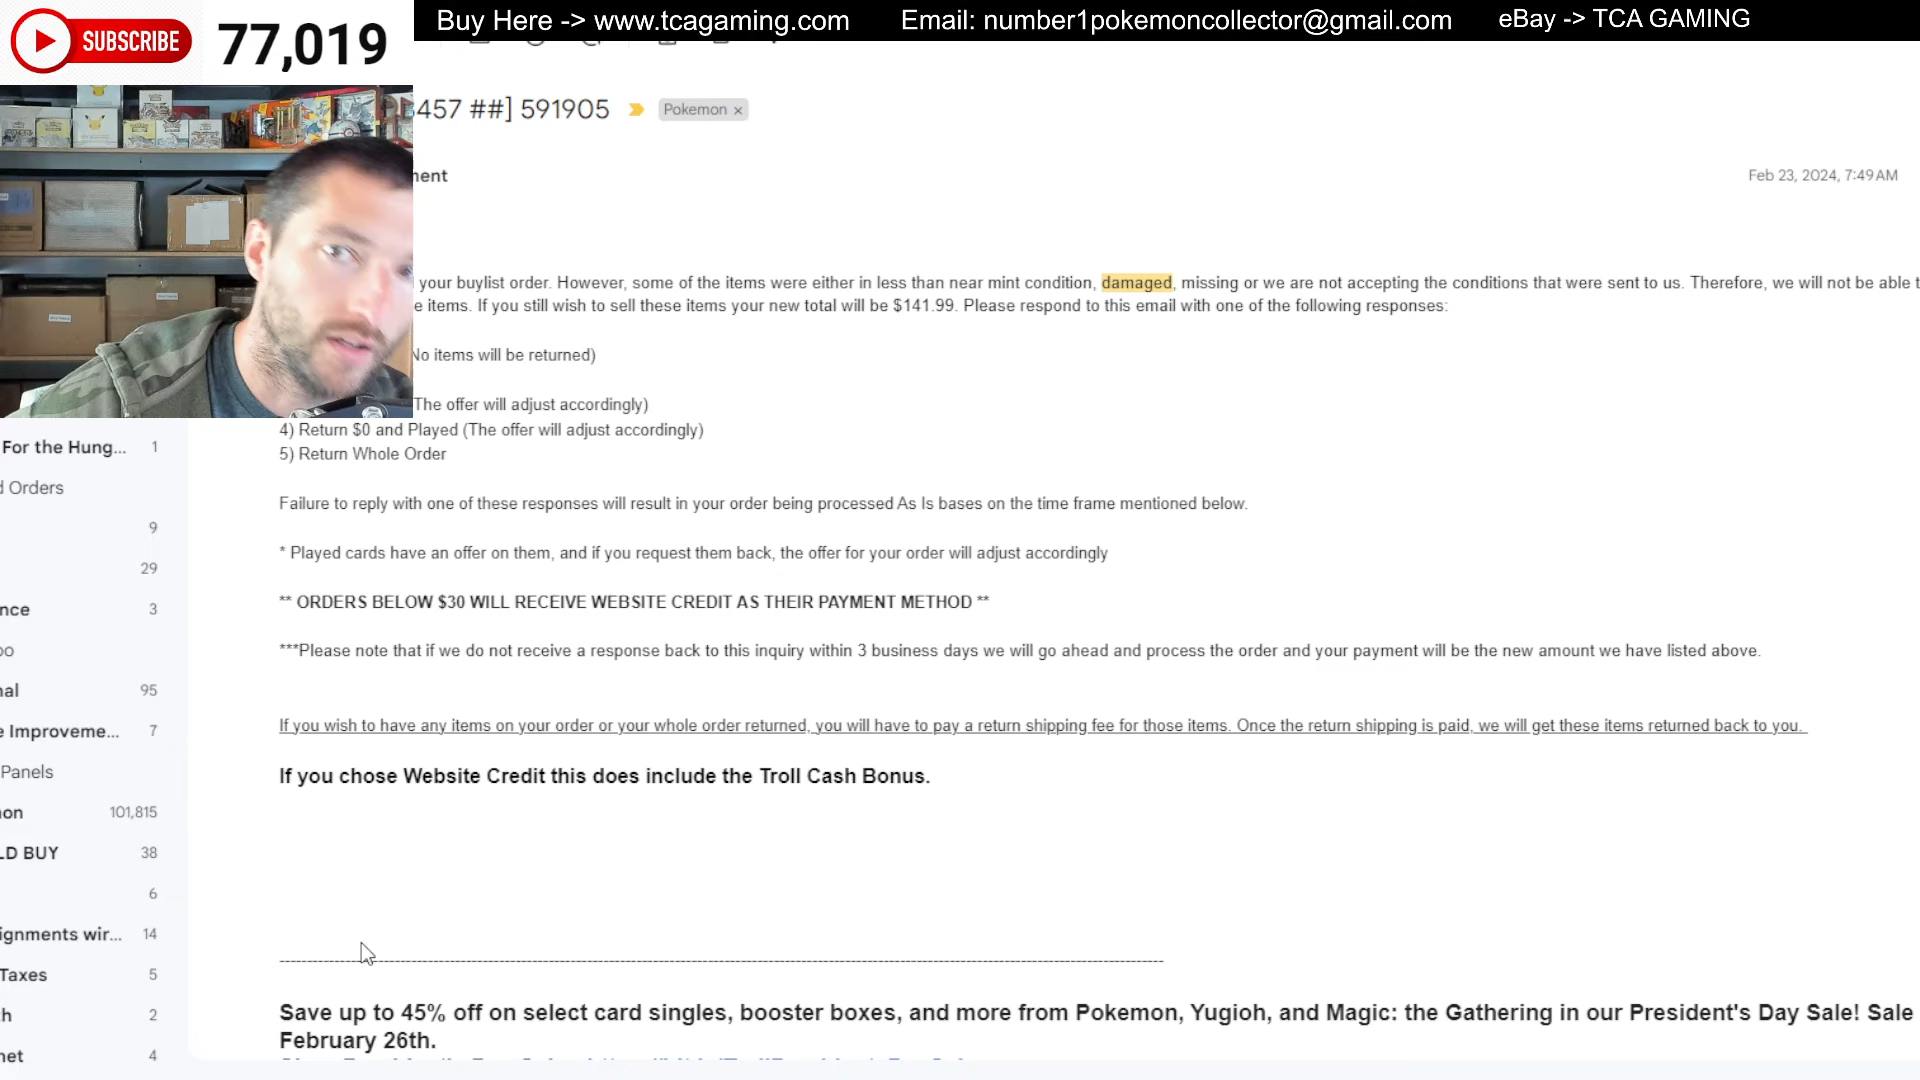 SUBSCRIBE 77,019
Buy Here -> www.tcagaming.com Email: number1pokemoncollector@gmail.com eBay -> TCA GAMING
457 ##] 591905 Pokemon ×
Feb 23, 2024, 7:49 AM
your buylist order. However, some of the items were either in less than near mint condition, damaged, missing or we are not accepting the conditions that were sent to us. Therefore, we will not be able
items. If you still wish to sell these items your new total will be $141.99. Please respond to this email with one of the following responses:
No items will be returned)
The offer will adjust accordingly)
4) Return $0 and Played (The offer will adjust accordingly)
5) Return Whole Order
Failure to reply with one of these responses will result in your order being processed As Is bases on the time frame mentioned below.
* Played cards have an offer on them, and if you request them back, the offer for your order will adjust accordingly
** ORDERS BELOW $30 WILL RECEIVE WEBSITE CREDIT AS THEIR PAYMENT METHOD **
***Please note that if we do not receive a response back to this inquiry within 3 business days we will go ahead and process the order and your payment will be the new amount we have listed above.
If you wish to have any items on your order or your whole order returned, you will have to pay a return shipping fee for those items. Once the return shipping is paid, we will get these items returned back to you.
If you chose Website Credit this does include the Troll Cash Bonus.
Save up to 45% off on select card singles, booster boxes, and more from Pokemon, Yugioh, and Magic: the Gathering in our President's Day Sale! Sale
February 26th.
For the Hung... 1
d Orders
9
29
nce 3
oo
nal 95
e Improveme... 7
Panels
on 101,815
LD BUY 38
6
ignments wir... 14
Taxes 5
th 2
net 4